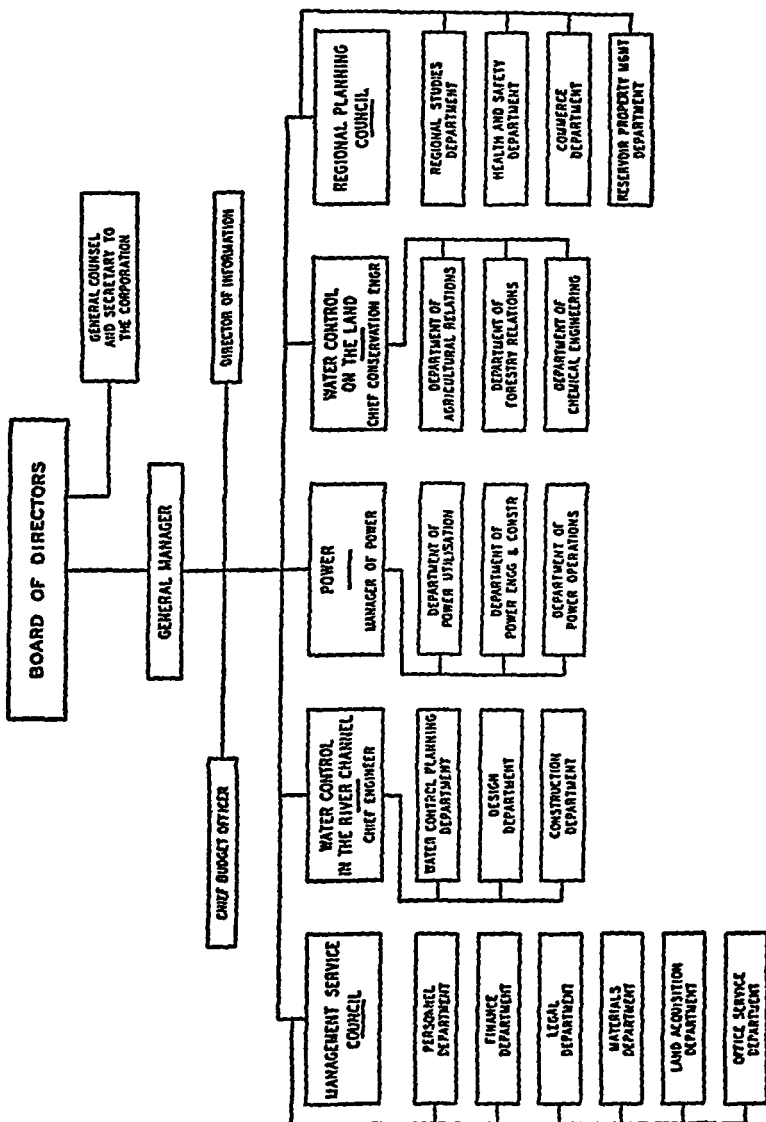 BOARD OF DIRECTORS
GENERAL COUNSEL
AND SECRETARY TO
THE CORPORATION
GENERAL MANAGER
CHIEF BUDGET OFFICER
DIRECTOR OF INFORMATION
MANAGEMENT SERVICE
COUNCIL
PERSONNEL
DEPARTMENT
FINANCE
DEPARTMENT
LEGAL
DEPARTMENT
MATERIALS
DEPARTMENT
LAND ACQUISITION
DEPARTMENT
OFFICE SERVICE
DEPARTMENT
WATER CONTROL
IN THE RIVER CHANNEL
CHIEF ENGINEER
WATER CONTROL PLANNING
DEPARTMENT
DESIGN
DEPARTMENT
CONSTRUCTION
DEPARTMENT
POWER
MANAGER OF POWER
DEPARTMENT OF
POWER UTILISATION
DEPARTMENT OF
POWER ENGG & CONSTR
DEPARTMENT OF
POWER OPERATIONS
WATER CONTROL
ON THE LAND
CHIEF CONSERVATION ENGR
DEPARTMENT OF
AGRICULTURAL RELATIONS
DEPARTMENT OF
FORESTRY RELATIONS
DEPARTMENT OF
CHEMICAL ENGINEERING
REGIONAL PLANNING
COUNCIL
REGIONAL STUDIES
DEPARTMENT
HEALTH AND SAFETY
DEPARTMENT
COMMERCE
DEPARTMENT
RESERVOIR PROPERTY MGMT
DEPARTMENT